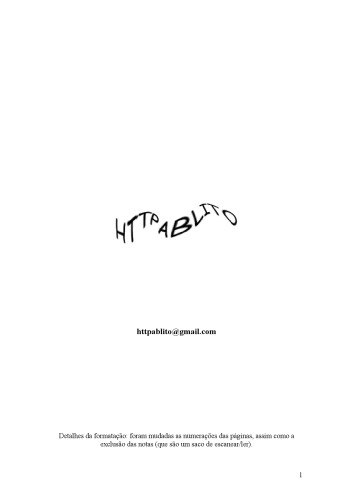 HTTPABLITO
httpablito@gmail.com
Detalhes da formatação: foram mudadas as numerações das páginas, assim como a
exclusão das notas (que são um saco de escanear/ler).
1